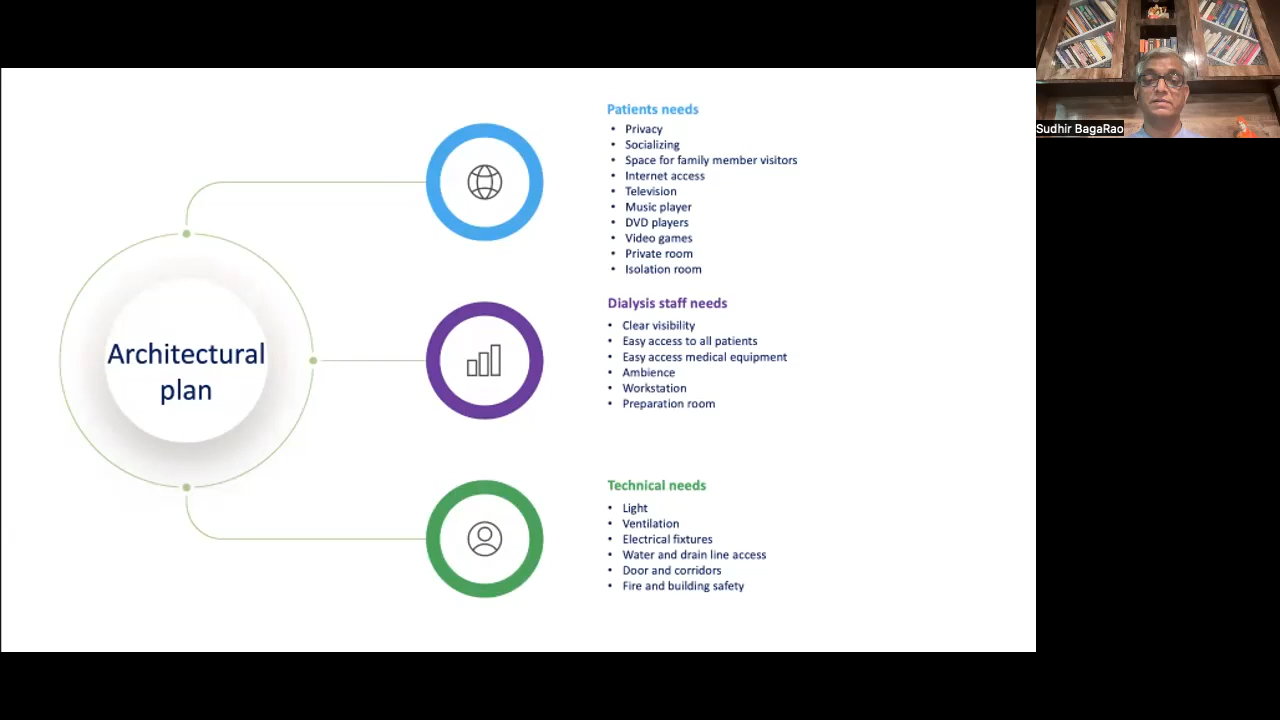 Architectural
plan
Patients needs
• Privacy
• Socializing
• Space for family member visitors
• Internet access
• Television
• Music player
• DVD players
• Video games
• Private room
• Isolation room
Dialysis staff needs
• Clear visibility
• Easy access to all patients
• Easy access medical equipment
• Ambience
• Workstation
• Preparation room
Technical needs
• Light
• Ventilation
• Electrical fixtures
• Water and drain line access
• Door and corridors
• Fire and building safety
Sudhir BagaRao